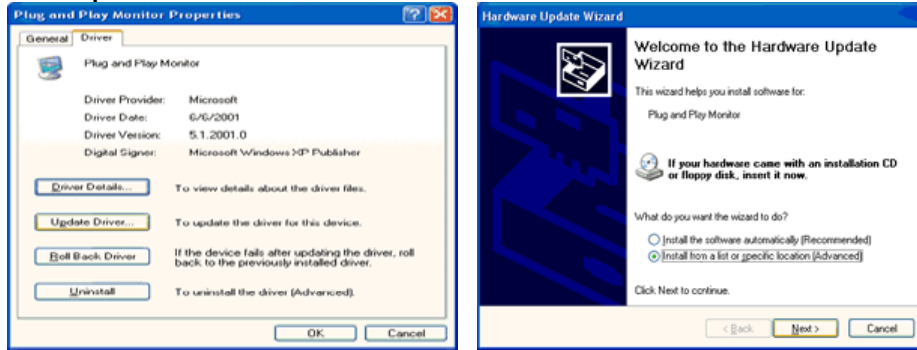 Plug and Play Monitor Properties
General Driver
Plug and Play Monitor
Driver Provider: Microsoft
Driver Date: 6/6/2001
Driver Version: 5.1.2001.0
Digital Signer: Microsoft Windows XP Publisher
Driver Details... To view details about the driver files.
Update Driver... To update the driver for this device.
Roll Back Driver If the device fails after updating the driver, roll
back to the previously installed driver.
Uninstall To uninstall the driver (Advanced).
OK Cancel
Hardware Update Wizard
Welcome to the Hardware Update
Wizard
This wizard helps you install software for:
Plug and Play Monitor
If your hardware came with an installation CD
or floppy disk, insert it now.
What do you want the wizard to do?
Install the software automatically (Recommended)
Install from a list or specific location (Advanced)
Click Next to continue.
< Back Next > Cancel